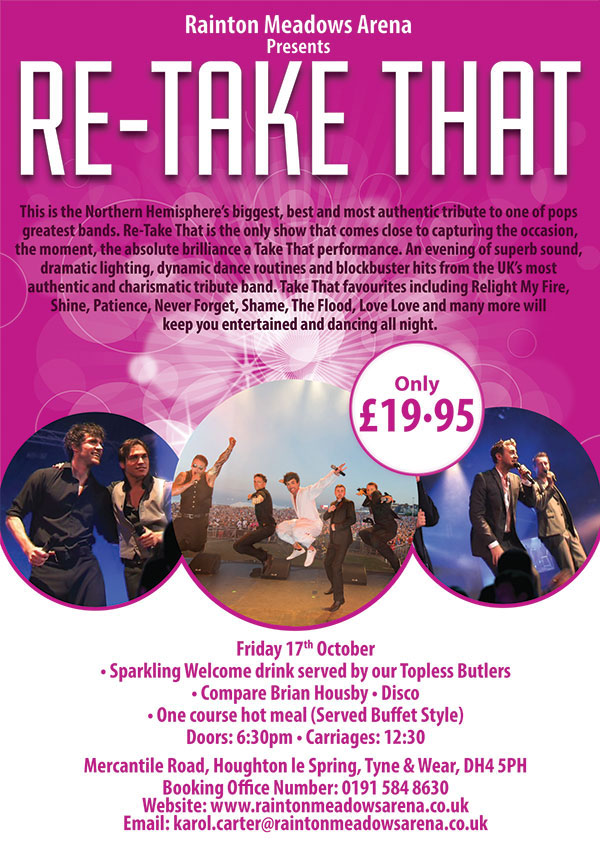 Rainton Meadows Arena
Presents
RE-TAKE THAT
This is the Northern Hemisphere's biggest, best and most authentic tribute to one of pops
greatest bands. Re-Take That is the only show that comes close to capturing the occasion,
the moment, the absolute brilliance a Take That performance. An evening of superb sound,
dramatic lighting, dynamic dance routines and blockbuster hits from the UK's most
authentic and charismatic tribute band. Take That favourites including Relight My Fire,
Shine, Patience, Never Forget, Shame, The Flood, Love Love and many more will
keep you entertained and dancing all night.
Only
£19·95
Friday 17th October
• Sparkling Welcome drink served by our Topless Butlers
• Compare Brian Housby • Disco
• One course hot meal (Served Buffet Style)
Doors: 6:30pm • Carriages: 12:30
Mercantile Road, Houghton le Spring, Tyne & Wear, DH4 5PH
Booking Office Number: 0191 584 8630
Website: www.raintonmeadowsarena.co.uk
Email: karol.carter@raintonmeadowsarena.co.uk